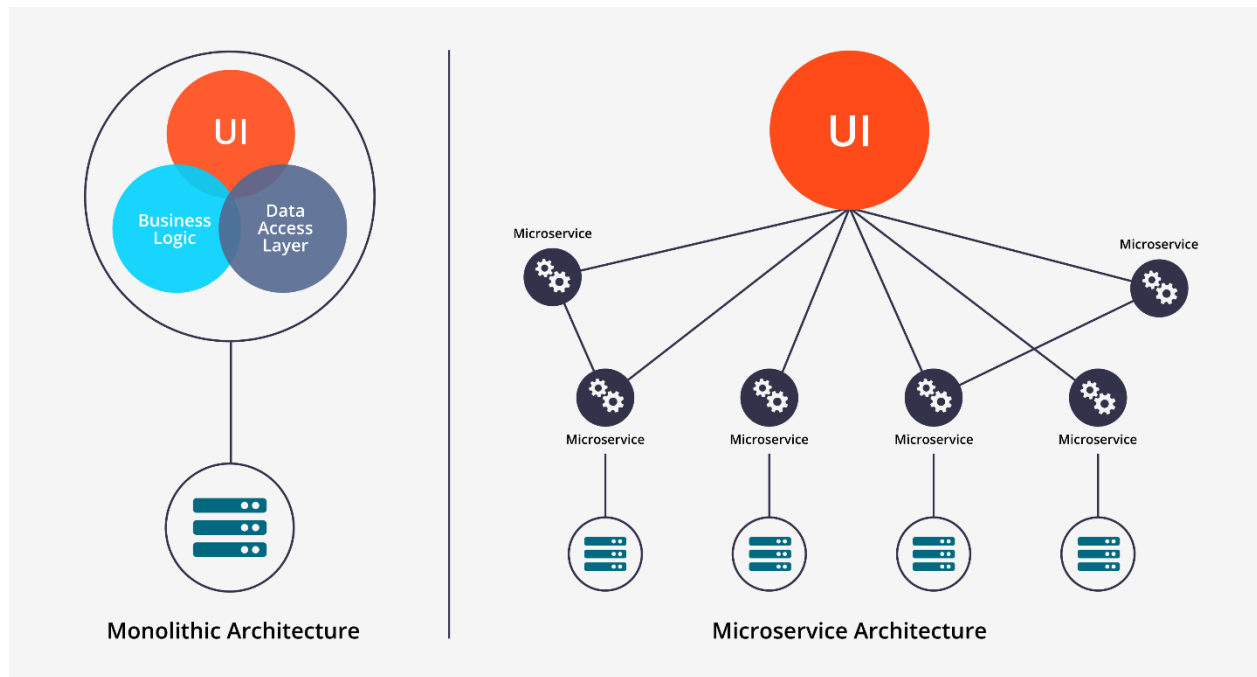 UI
Business
Logic
Data
Access
Layer
Monolithic Architecture
UI
Microservice
Microservice
Microservice
Microservice
Microservice
Microservice
Microservice Architecture